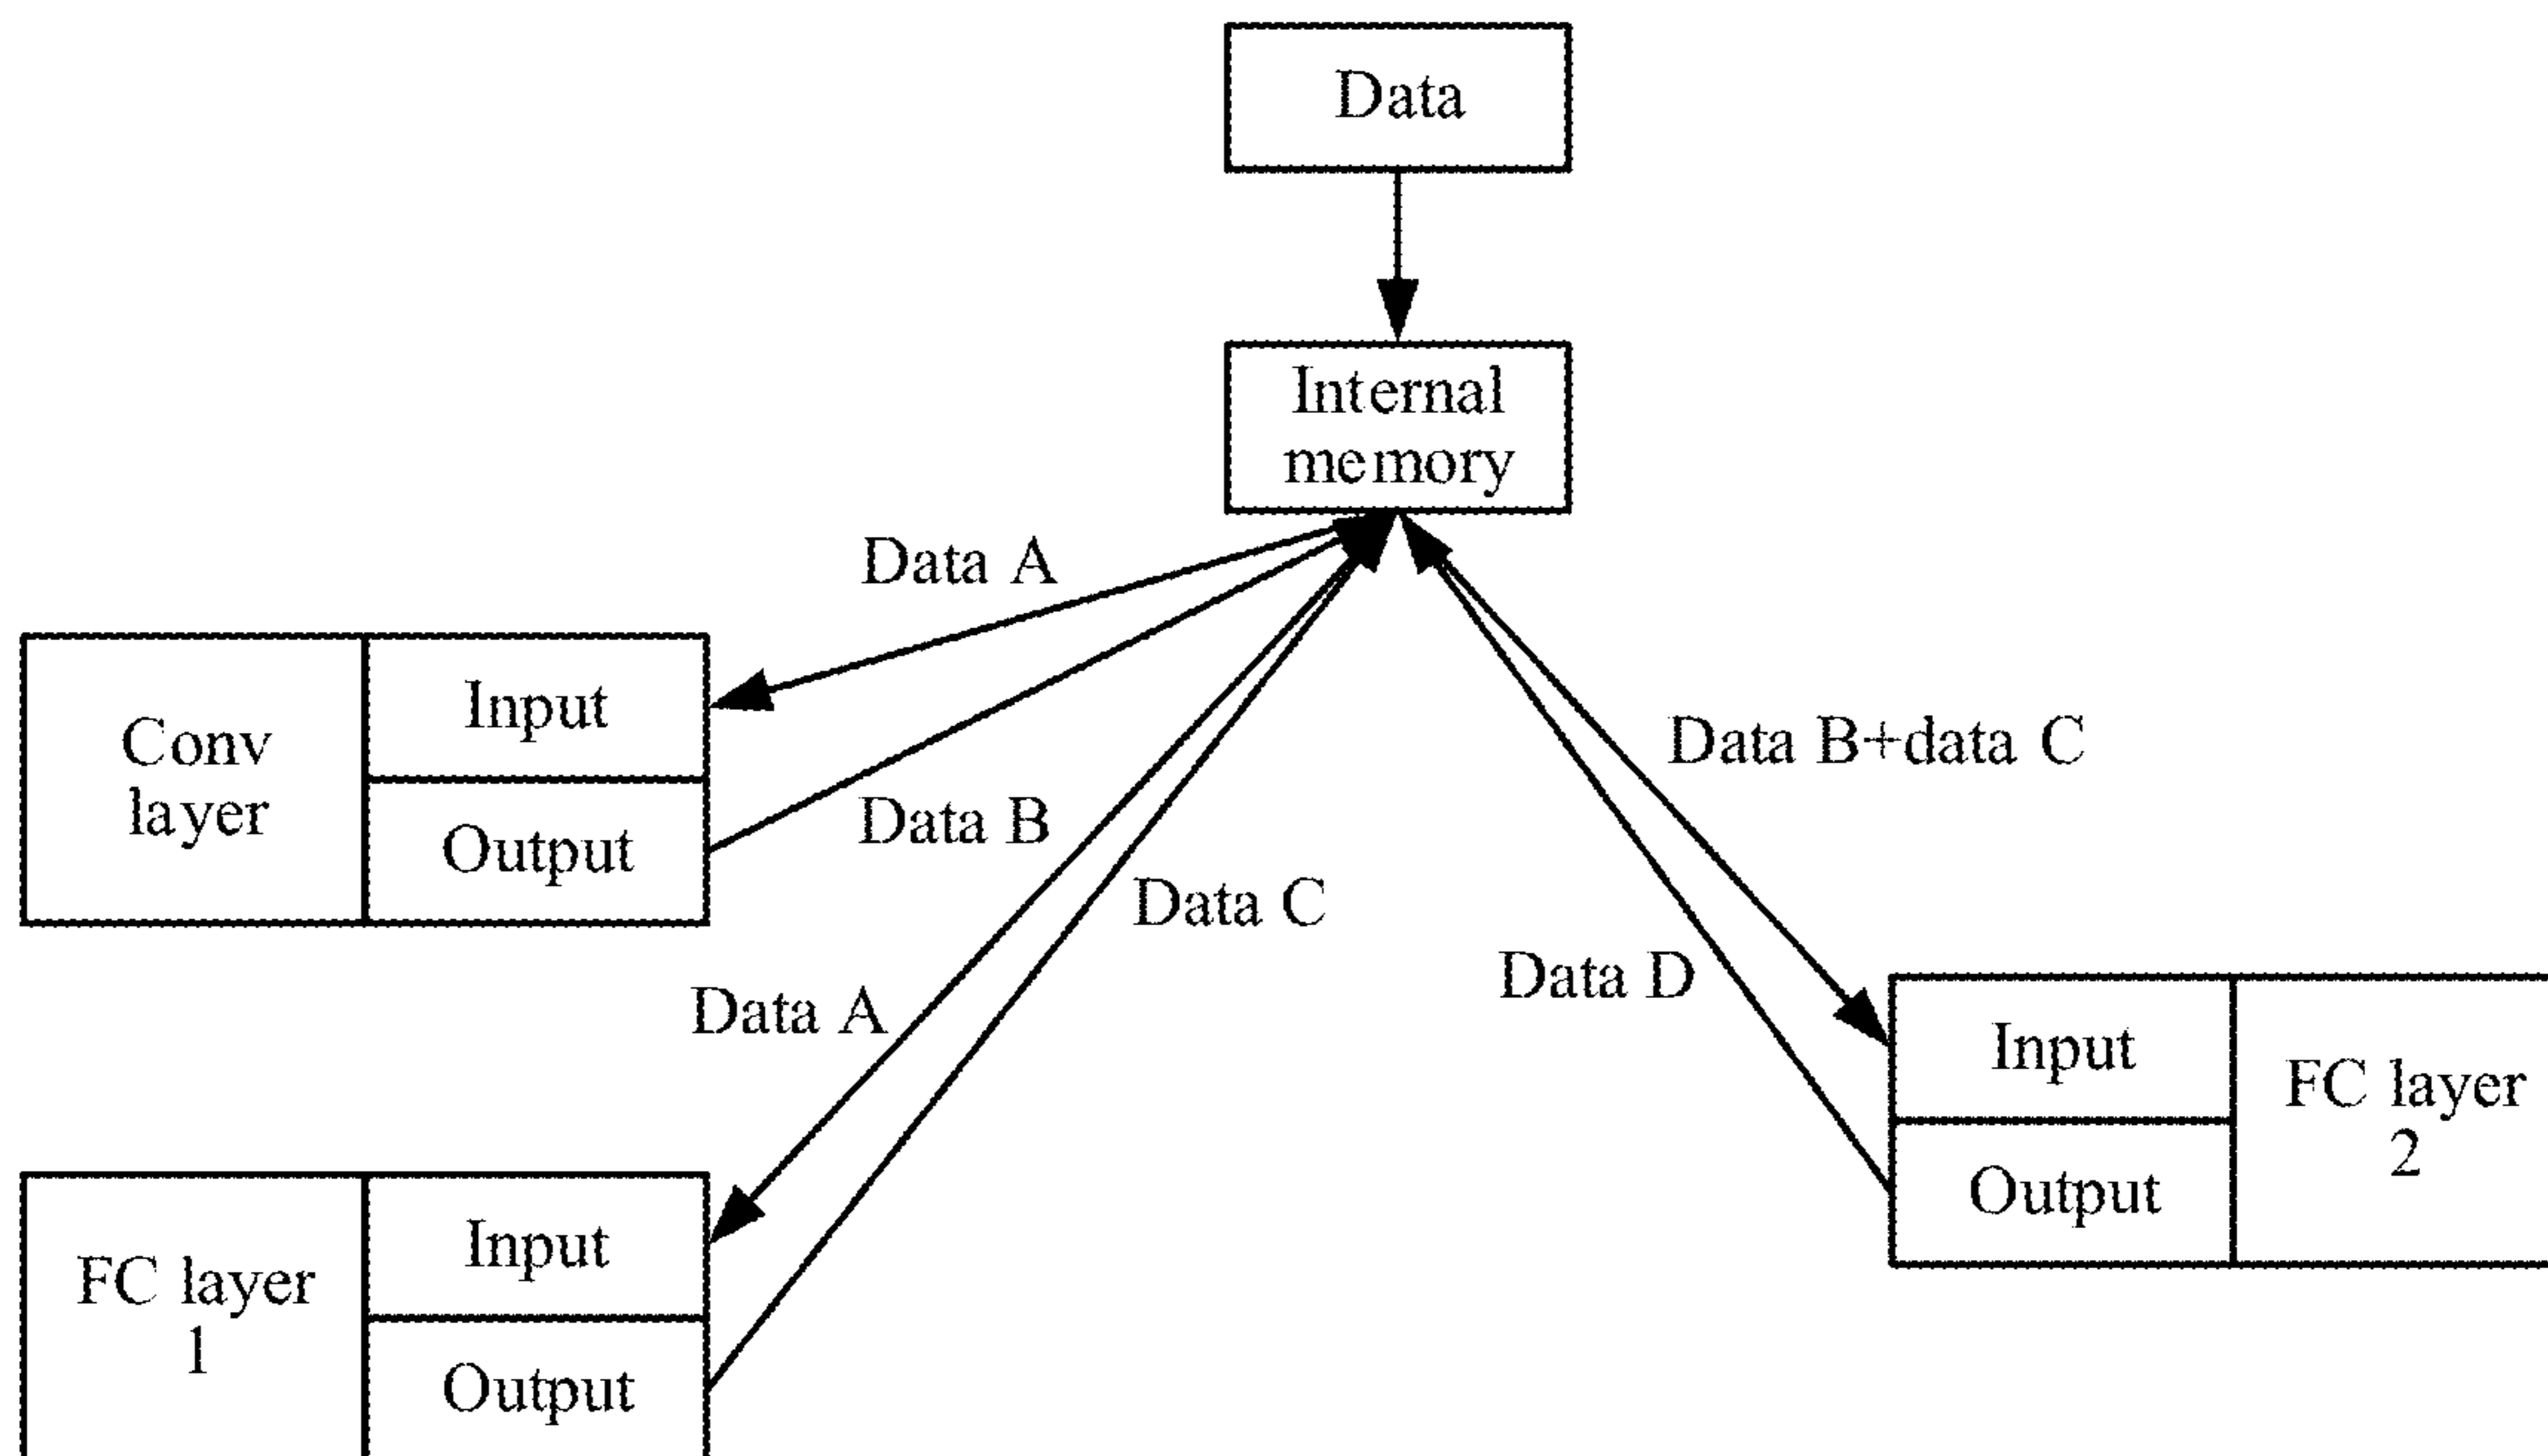 Data
Internal
memory
Data A
Conv
layer
Input
Output
Data B
Data B+data C
Data C
Data A
Data D
Input
Output
FC layer
2
FC layer
1
Input
Output